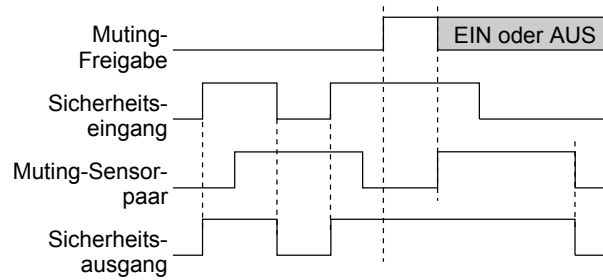 Muting-
Freigabe
EIN oder AUS
Sicherheits-
eingang
Muting-Sensor-
paar
Sicherheits-
ausgang